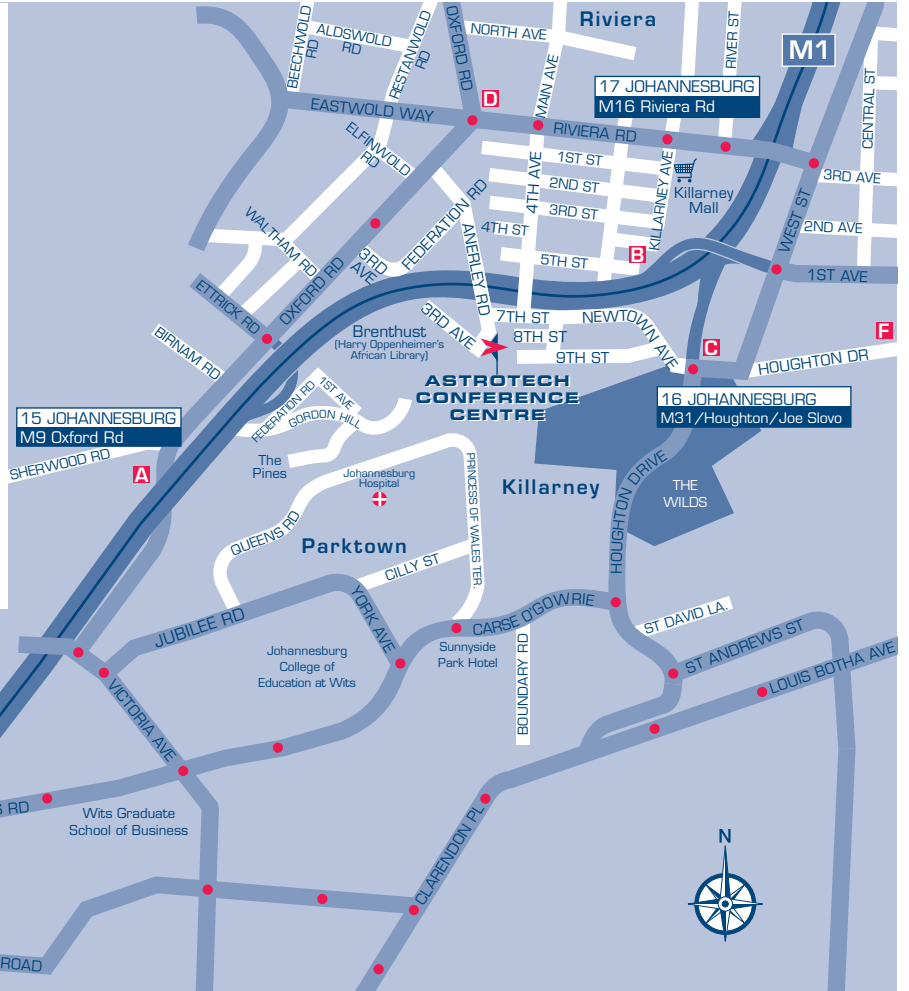 Riviera
OXFORD RD
BEECHWOLD
RD
ALDSWOLD
RD
RESTANWOLD
RD
NORTH AVE
MAIN AVE
RIVER ST
M1
CENTRAL ST
17 JOHANNESBURG
M16 Riviera Rd
D
EASTWOLD WAY
RIVIERA RD
ELFINWOLD
RD
1ST ST
2ND ST
3RD ST
4TH ST
5TH ST
4TH AVE
KILLARNEY AVE
Killarney
Mall
3RD AVE
2ND AVE
1ST AVE
WEST ST
WALTHAM RD
3RD
AVE
FEDERATION RD
ANERLEY RD
B
ETTRICK RD
OXFORD RD
3RD AVE
7TH ST
8TH ST
9TH ST
NEWTOWN
AVE
BIRNAM RD
Brenthust
(Harry Oppenheimer's
African Library)
C
F
HOUGHTON DR
ASTROTECH
CONFERENCE
CENTRE
16 JOHANNESBURG
M31/Houghton/Joe Slovo
15 JOHANNESBURG
M9 Oxford Rd
FEDERATION RD
1ST AVE
GORDON HILL
SHERWOOD RD
A
The
Pines
Johannesburg
Hospital
PRINCESS OF WALES TER.
Killarney
HOUGHTON DRIVE
THE
WILDS
QUEENS RD
Parktown
CILLY ST
JUBILEE RD
YORK AVE
CARSE O'GOWRIE
ST DAVID LA.
Sunnyside
Park Hotel
BOUNDARY RD
ST ANDREWS ST
LOUIS BOTHA AVE
Johannesburg
College of
Education at Wits
VICTORIA AVE
S RD
Wits Graduate
School of Business
CLARENDON PL
N
ROAD